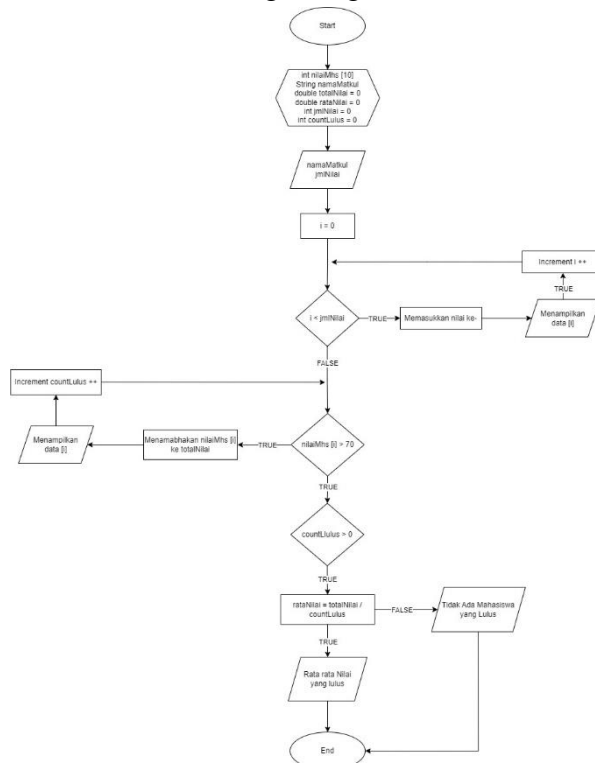 Start
int nilaiMhs [10]
String namaMatkul
double totalNilai = 0
double rataNilai = 0
int jmlNilai = 0
int countLulus = 0
namaMatkul
jmlNilai
i = 0
Increment i ++
TRUE
i < jmlNilai
TRUE
Memasukkan nilai ke-
Menampilkan
data [i]
FALSE
Increment countLulus ++
Menampilkan
data [i]
Menamabhakan nilaiMhs [i]
ke totalNilai
TRUE
nilaiMhs [i] > 70
TRUE
countLlulus > 0
TRUE
rataNilai = totalNilai /
countLulus
FALSE
Tidak Ada Mahasiswa
yang Lulus
TRUE
Rata rata Nilai
yang lulus
End